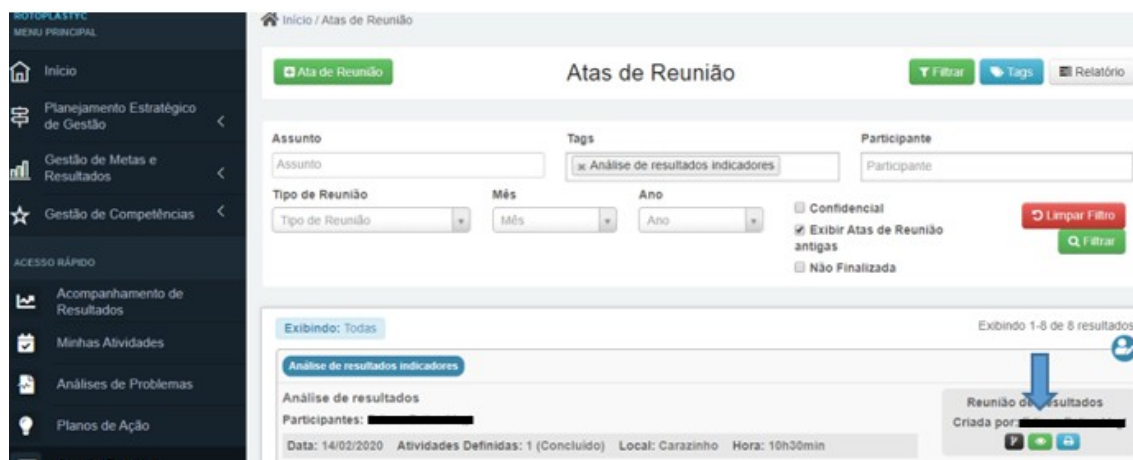 ROTOPLASTYC
MENU PRINCIPAL
Início
Planejamento Estratégico
de Gestão
Gestão de Metas e
Resultados
Gestão de Competências
ACESSO RÁPIDO
Acompanhamento de
Resultados
Minhas Atividades
Análises de Problemas
Planos de Ação
Início / Atas de Reunião
Ata de Reunião
Atas de Reunião
Filtrar
Tags
Relatório
Assunto
Tags
Participante
Assunto
Análise de resultados indicadores
Participante
Tipo de Reunião
Mês
Ano
Tipo de Reunião
Mês
Ano
Confidencial
Exibir Atas de Reunião
antigas
Não Finalizada
Limpar Filtro
Filtrar
Exibindo: Todas
Exibindo 1-8 de 8 resultados
Análise de resultados indicadores
Análise de resultados
Participantes:
Data: 14/02/2020 Atividades Definidas: 1 (Concluído) Local: Carazinho Hora: 10h30min
Reunião de resultados
Criada por: